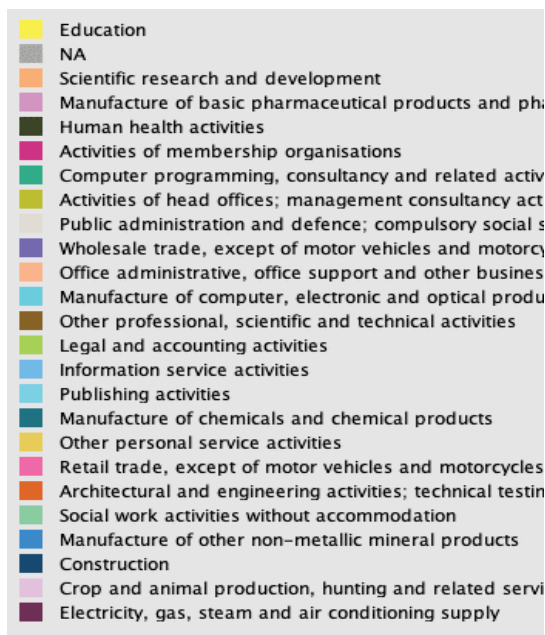 Education
NA
Scientific research and development
Manufacture of basic pharmaceutical products and pha
Human health activities
Activities of membership organisations
Computer programming, consultancy and related activ
Activities of head offices; management consultancy act
Public administration and defence; compulsory social s
Wholesale trade, except of motor vehicles and motorcy
Office administrative, office support and other busines
Manufacture of computer, electronic and optical produ
Other professional, scientific and technical activities
Legal and accounting activities
Information service activities
Publishing activities
Manufacture of chemicals and chemical products
Other personal service activities
Retail trade, except of motor vehicles and motorcycles
Architectural and engineering activities; technical testin
Social work activities without accommodation
Manufacture of other non-metallic mineral products
Construction
Crop and animal production, hunting and related servi
Electricity, gas, steam and air conditioning supply